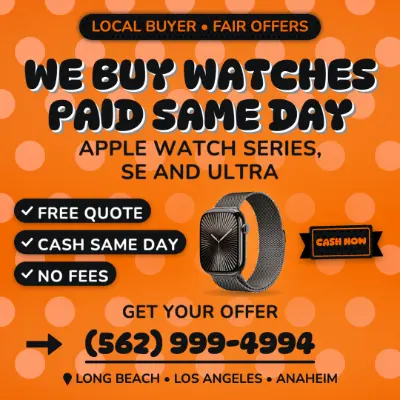 LOCAL BUYER • FAIR OFFERS
WE BUY WATCHES
PAID SAME DAY
APPLE WATCH SERIES,
SE AND ULTRA
FREE QUOTE
CASH SAME DAY
NO FEES
CASH NOW
GET YOUR OFFER
(562) 999-4994
LONG BEACH • LOS ANGELES • ANAHEIM